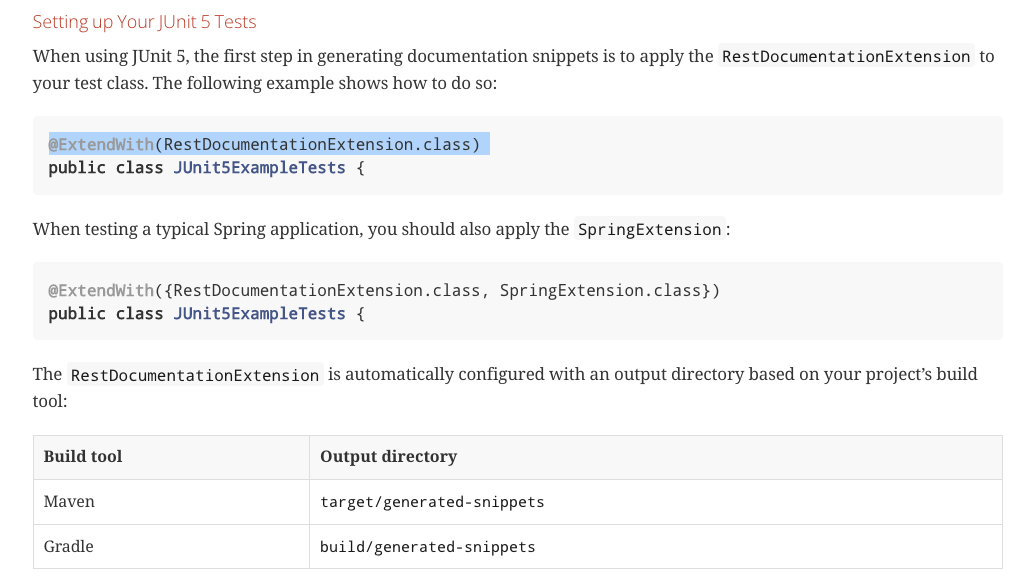 Setting up Your JUnit 5 Tests
When using JUnit 5, the first step in generating documentation snippets is to apply the RestDocumentationExtension to
your test class. The following example shows how to do so:
@ExtendWith(RestDocumentationExtension.class)
public class JUnit5ExampleTests {
When testing a typical Spring application, you should also apply the SpringExtension:
@ExtendWith({RestDocumentationExtension.class, SpringExtension.class})
public class JUnit5ExampleTests {
The RestDocumentationExtension is automatically configured with an output directory based on your project’s build
tool:
Build tool Output directory
Maven target/generated-snippets
Gradle build/generated-snippets